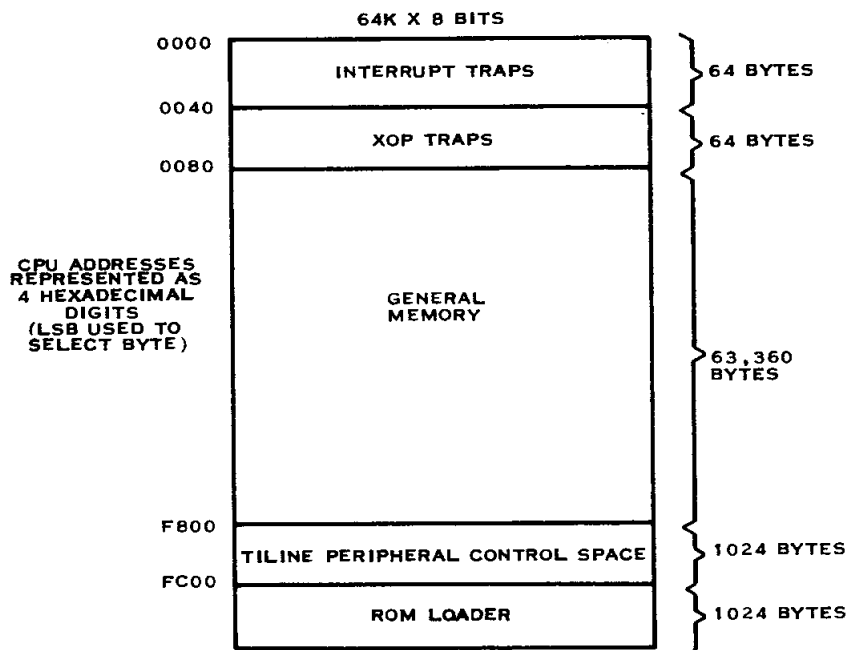 64K X 8 BITS
0000
INTERRUPT TRAPS
64 BYTES
0040
XOP TRAPS
64 BYTES
0080
CPU ADDRESSES
REPRESENTED AS
4 HEXADECIMAL
DIGITS
(LSB USED TO
SELECT BYTE)
GENERAL
MEMORY
63,360
BYTES
F800
TILINE PERIPHERAL CONTROL SPACE
1024 BYTES
FC00
ROM LOADER
1024 BYTES